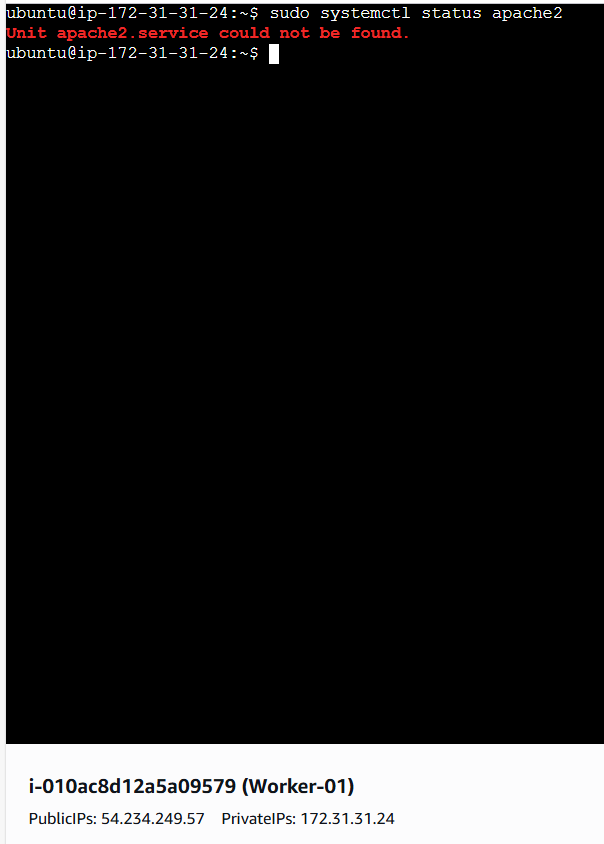 ubuntu@ip-172-31-31-24:~$ sudo systemctl status apache2
Unit apache2.service could not be found.
ubuntu@ip-172-31-31-24:~$
i-010ac8d12a5a09579 (Worker-01)
PublicIPs: 54.234.249.57 PrivateIPs: 172.31.31.24